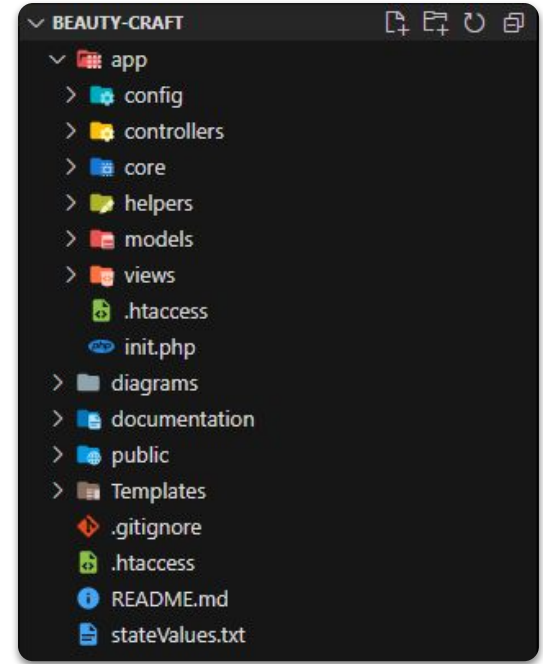 BEAUTY-CRAFT
app
config
controllers
core
helpers
models
views
.htaccess
php init.php
diagrams
documentation
public
Templates
.gitignore
.htaccess
README.md
stateValues.txt